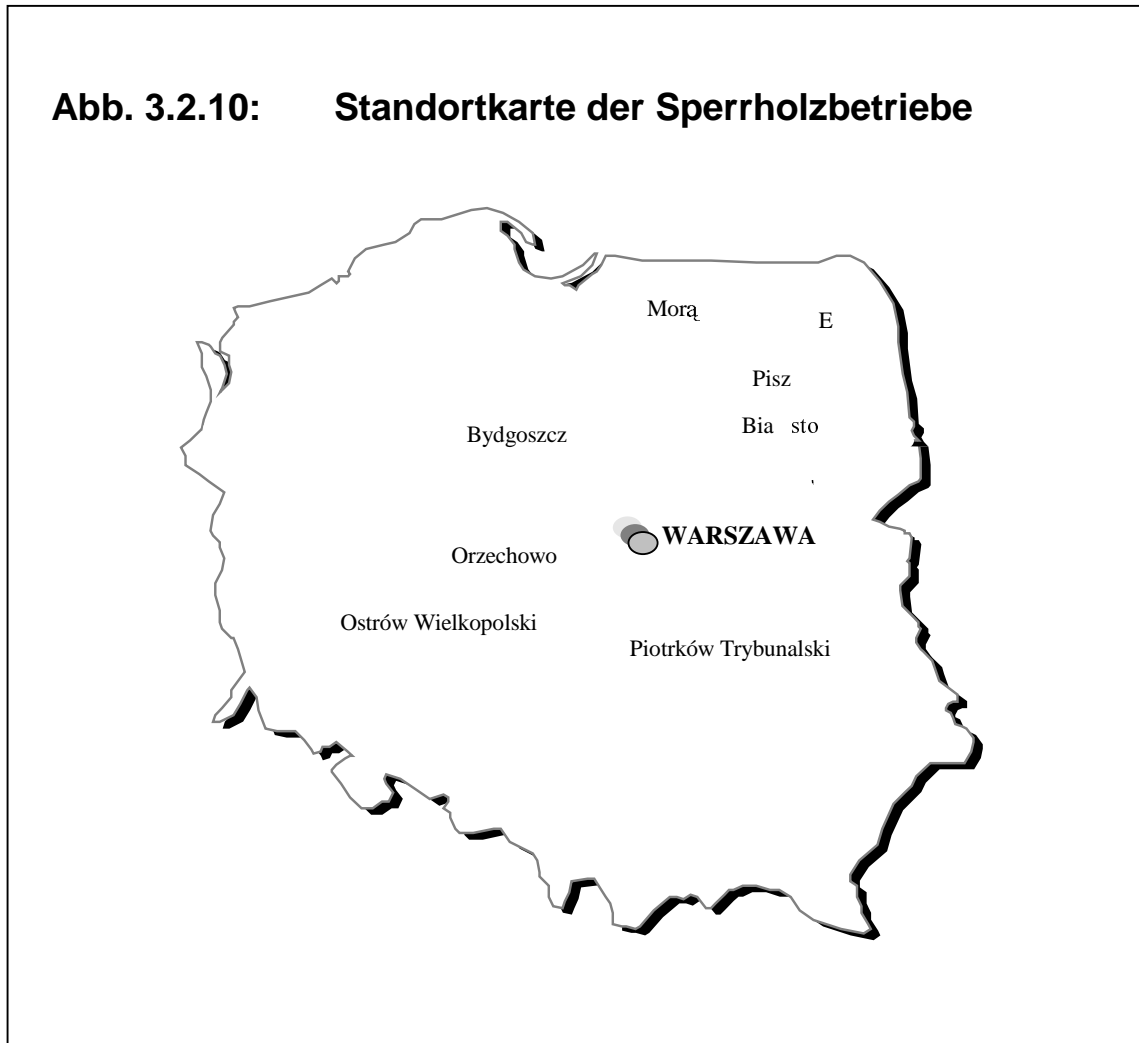 Abb. 3.2.10: Standortkarte der Sperrholzbetriebe
Morą
E
Pisz
Bia sto
Bydgoszcz
WARSZAWA
Orzechowo
Ostrów Wielkopolski
Piotrków Trybunalski